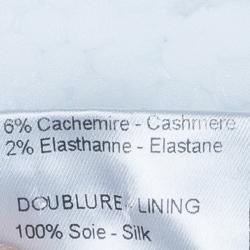 6% Cachemire - Cashmere
2% Elasthanne - Elastane
DOUBLURE - LINING
100% Soie - Silk